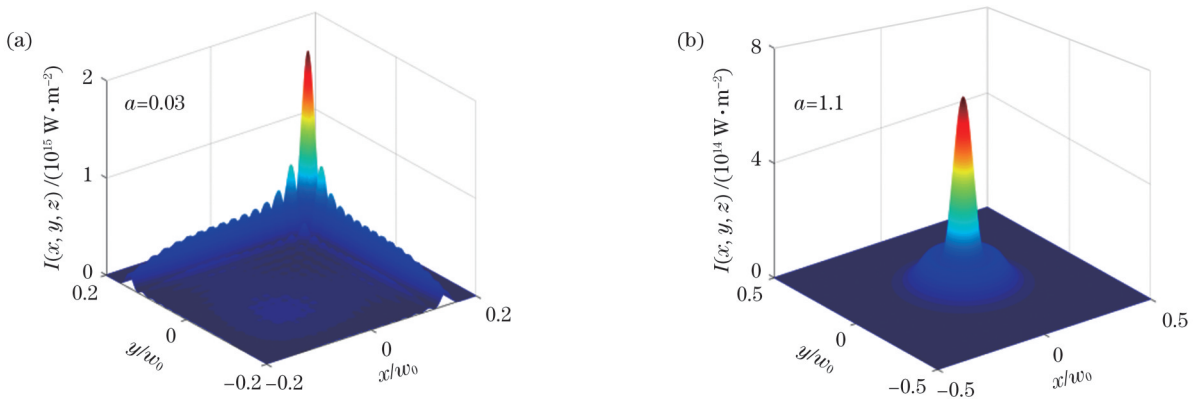 (a)
I(x, y, z) /(10¹⁵ W·m⁻²)
2
a=0.03
1
0
0.2
0
y/w₀
-0.2
-0.2
x/w₀
0
0.2
(b)
I(x, y, z) /(10¹⁴ W·m⁻²)
8
a=1.1
4
0
0.5
0
y/w₀
-0.5
-0.5
x/w₀
0
0.5